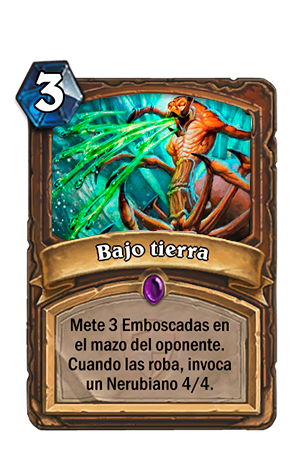 3
Bajo tierra
Mete 3 Emboscadas en
el mazo del oponente.
Cuando las roba, invoca
un Nerubiano 4/4.